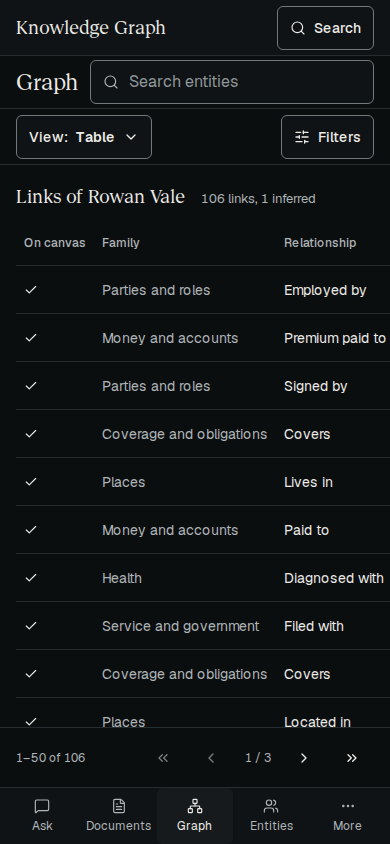 Knowledge Graph
Search
Graph
Search entities
View: Table
Filters
Links of Rowan Vale 106 links, 1 inferred
On canvas Family Relationship
Parties and roles Employed by
Money and accounts Premium paid to
Parties and roles Signed by
Coverage and obligations Covers
Places Lives in
Money and accounts Paid to
Health Diagnosed with
Service and government Filed with
Coverage and obligations Covers
Places Located in
1–50 of 106 1 / 3
Ask Documents Graph Entities More